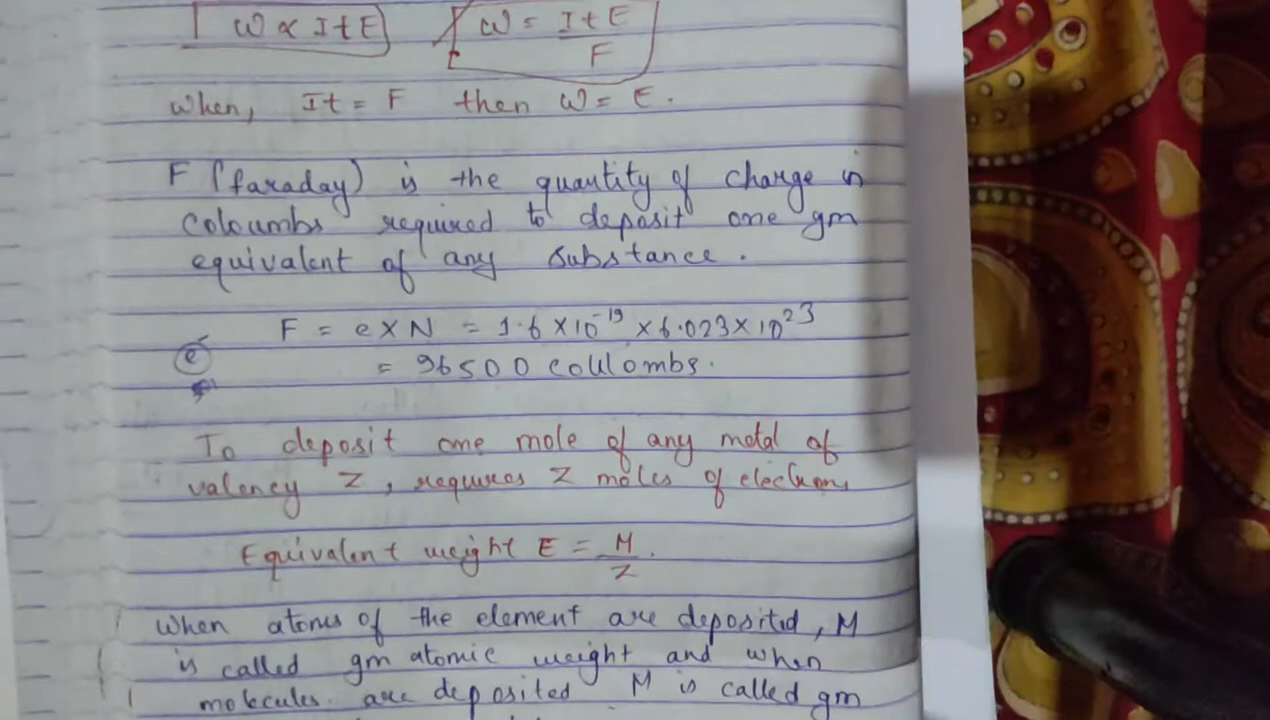 W ∝ ItE   W = ItE/F
When, It = F then W = E.
F (faraday) is the quantity of charge in
Coloumbs required to deposit one gm
equivalent of any substance.
F = e × N = 1.6 × 10⁻¹⁹ × 6.023 × 10²³
e⁻
= 96500 coulombs.
To deposit one mole of any metal of
valency Z, requires Z moles of electrons
Equivalent weight E = M/Z.
When atoms of the element are deposited, M
is called gm atomic weight and when
molecules are deposited M is called gm